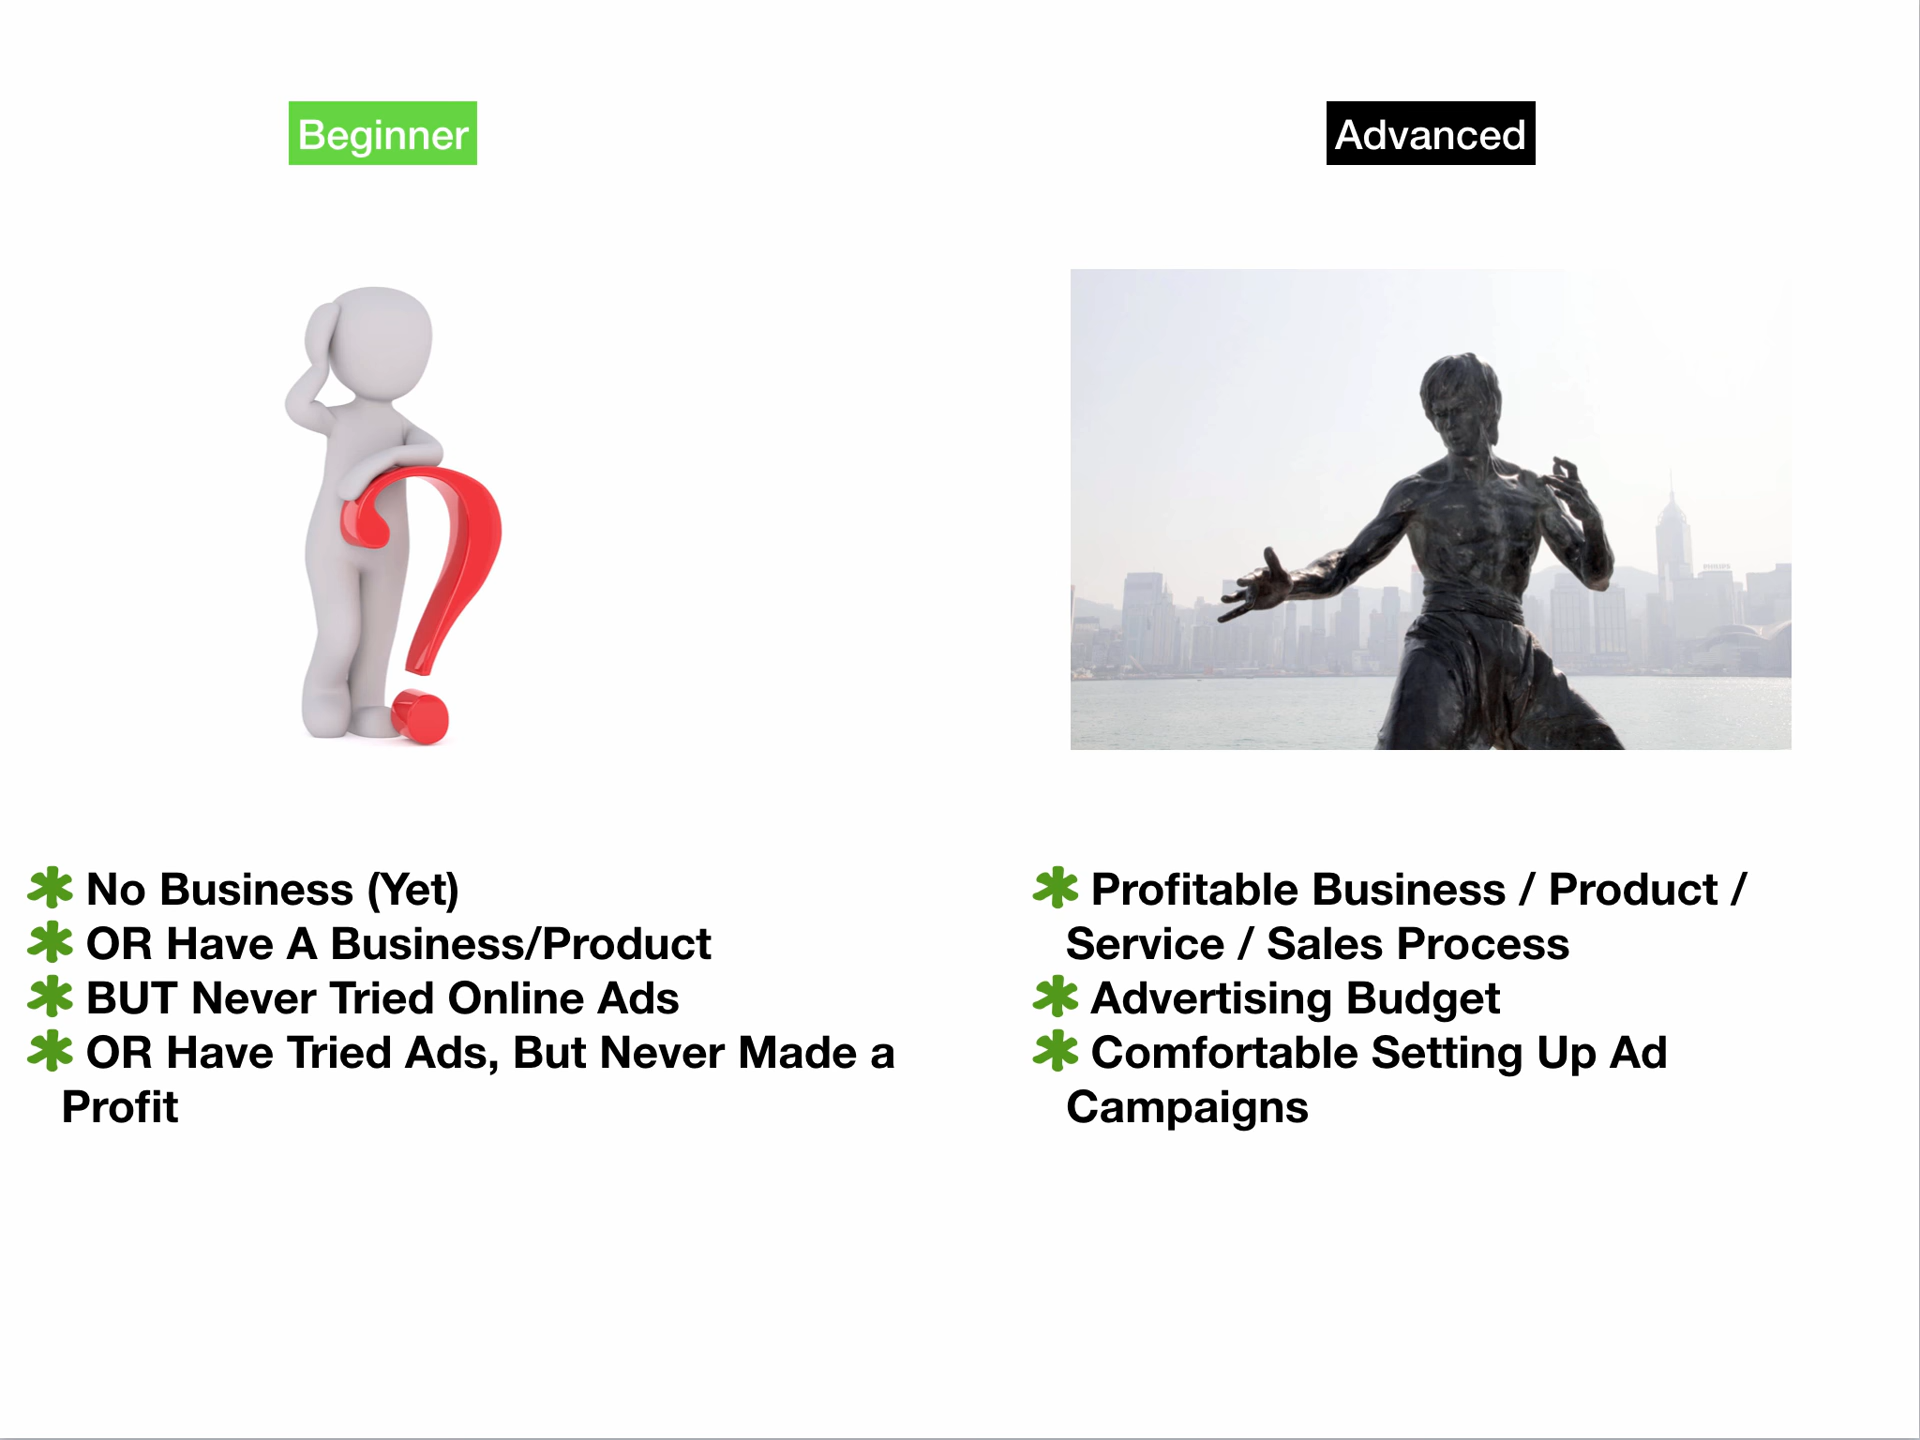 Beginner
Advanced
PHILIPS
✱ No Business (Yet)
✱ OR Have A Business/Product
✱ BUT Never Tried Online Ads
✱ OR Have Tried Ads, But Never Made a
Profit
✱ Profitable Business / Product /
Service / Sales Process
✱ Advertising Budget
✱ Comfortable Setting Up Ad
Campaigns